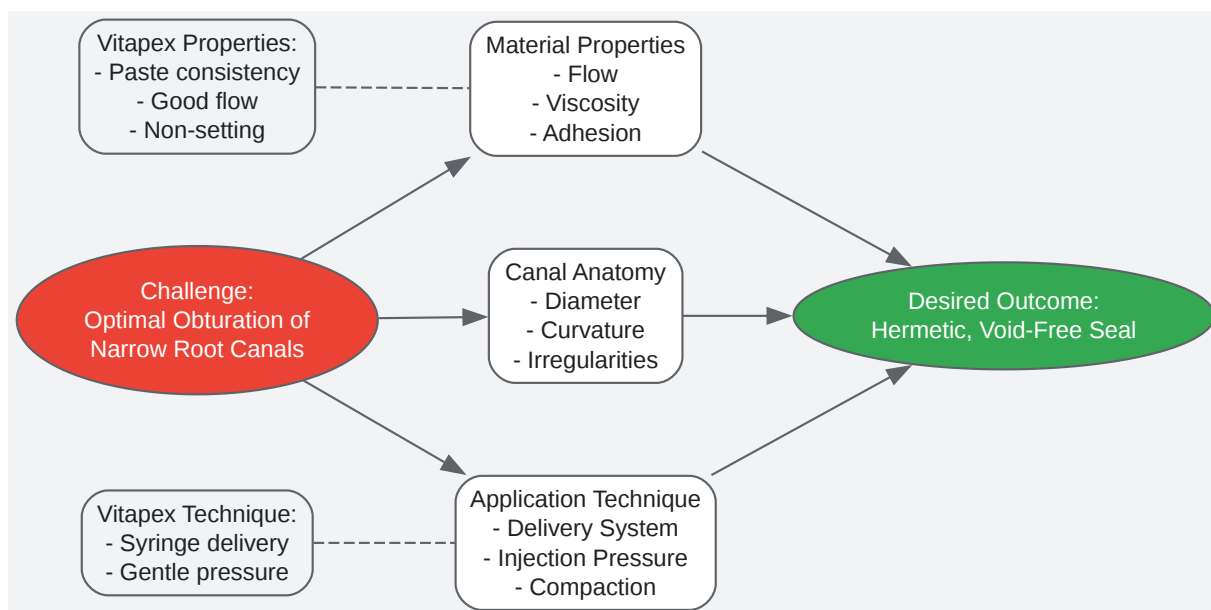 Vitapex Properties:
- Paste consistency
- Good flow
- Non-setting
Material Properties
- Flow
- Viscosity
- Adhesion
Challenge:
Optimal Obturation of
Narrow Root Canals
Canal Anatomy
- Diameter
- Curvature
- Irregularities
Desired Outcome:
Hermetic, Void-Free Seal
Vitapex Technique:
- Syringe delivery
- Gentle pressure
Application Technique
- Delivery System
- Injection Pressure
- Compaction